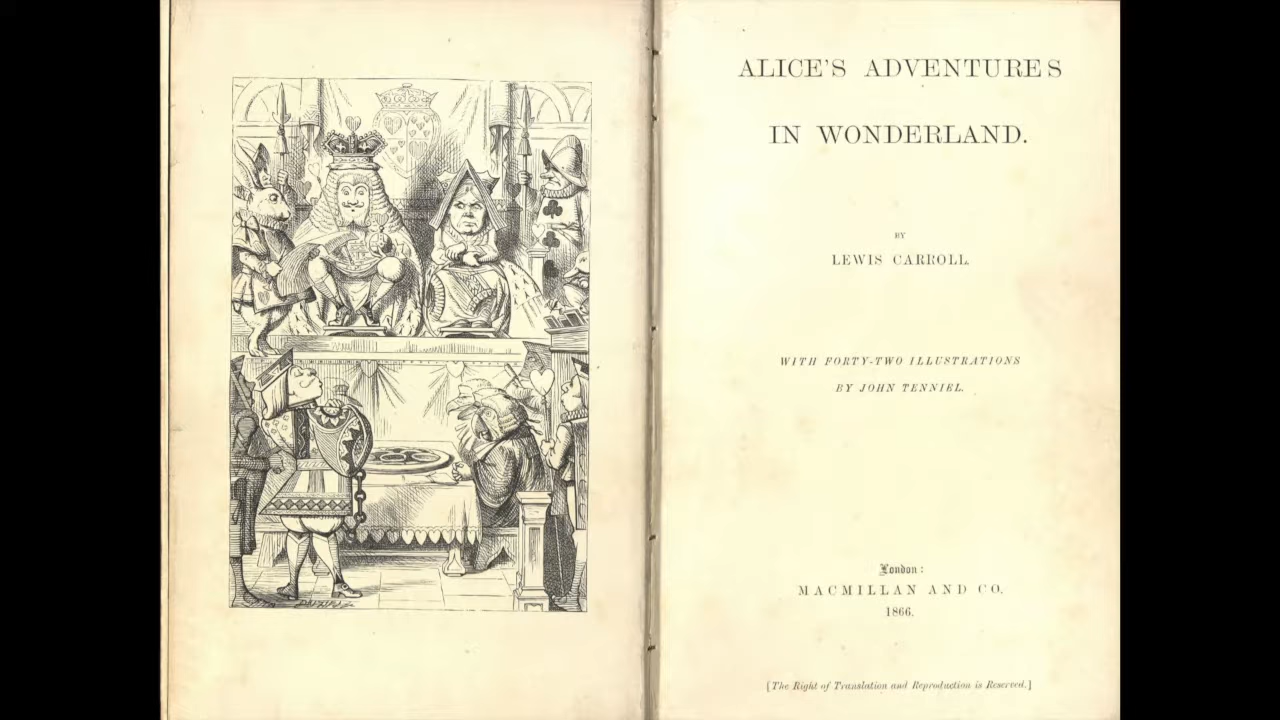 ALICE'S ADVENTURES
IN WONDERLAND.
BY
LEWIS CARROLL.
WITH FORTY-TWO ILLUSTRATIONS
BY JOHN TENNIEL.
London:
MACMILLAN AND CO.
1866.
[The Right of Translation and Reproduction is Reserved.]